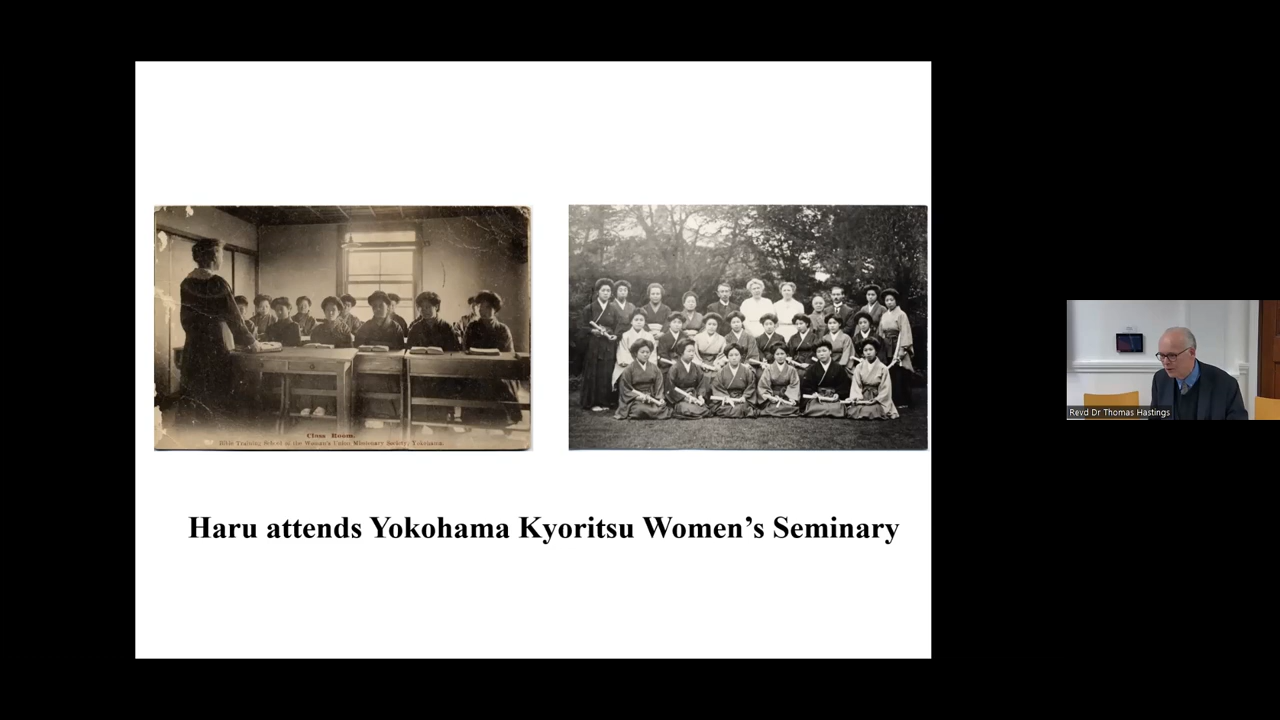 Class Room.
Bible Training School of the Woman's Union Missionary Society, Yokohama.
Haru attends Yokohama Kyoritsu Women’s Seminary
Revd Dr Thomas Hastings